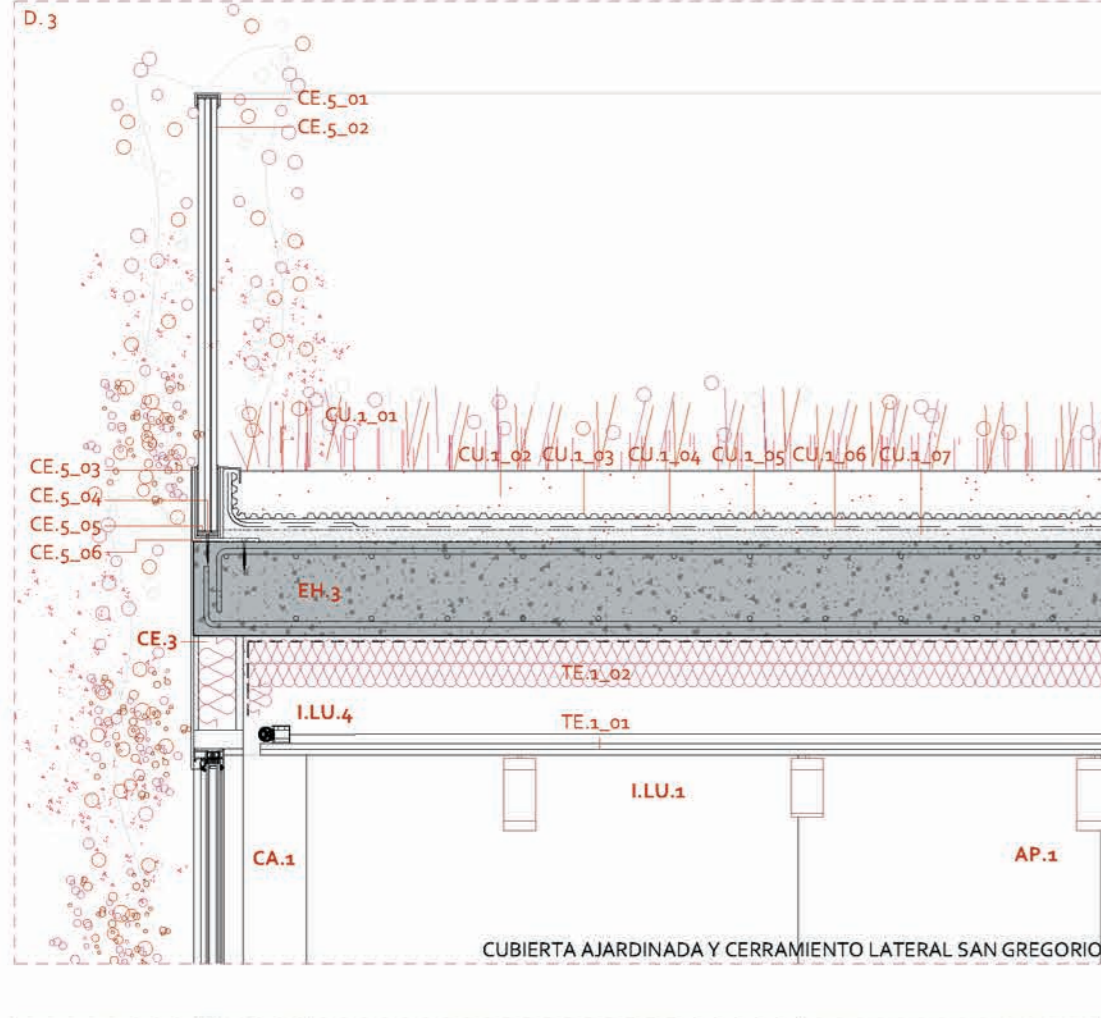 D.3
CE.5_01
CE.5_02
CU.1_01
CU.1_02 CU.1_03 CU.1_04 CU.1_05 CU.1_06 CU.1_07
CE.5_03
CE.5_04
CE.5_05
CE.5_06
EH.3
CE.3
TE.1_02
I.LU.4
TE.1_01
I.LU.1
CA.1
AP.1
CUBIERTA AJARDINADA Y CERRAMIENTO LATERAL SAN GREGORIO